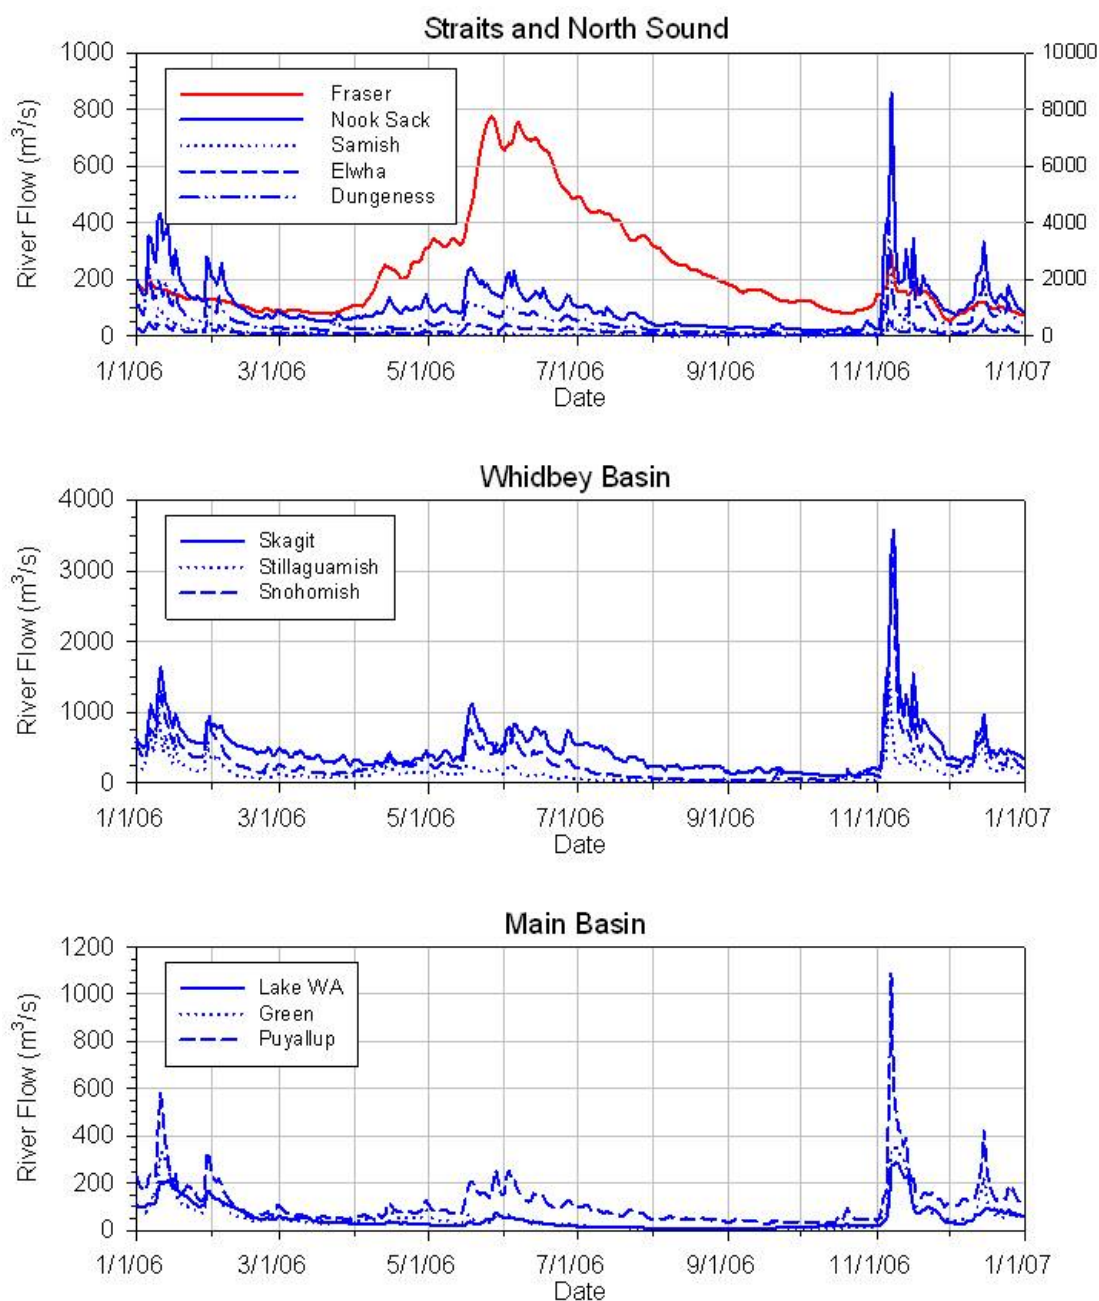 Straits and North Sound
1000 10000
800 8000
600 6000
400 4000
200 2000
0 0
River Flow (m³/s)
Fraser
Nook Sack
Samish
Elwha
Dungeness
1/1/06 3/1/06 5/1/06 7/1/06 9/1/06 11/1/06 1/1/07
Date
Whidbey Basin
4000
3000
2000
1000
0
River Flow (m³/s)
Skagit
Stillaguamish
Snohomish
1/1/06 3/1/06 5/1/06 7/1/06 9/1/06 11/1/06 1/1/07
Date
Main Basin
1200
1000
800
600
400
200
0
River Flow (m³/s)
Lake WA
Green
Puyallup
1/1/06 3/1/06 5/1/06 7/1/06 9/1/06 11/1/06 1/1/07
Date